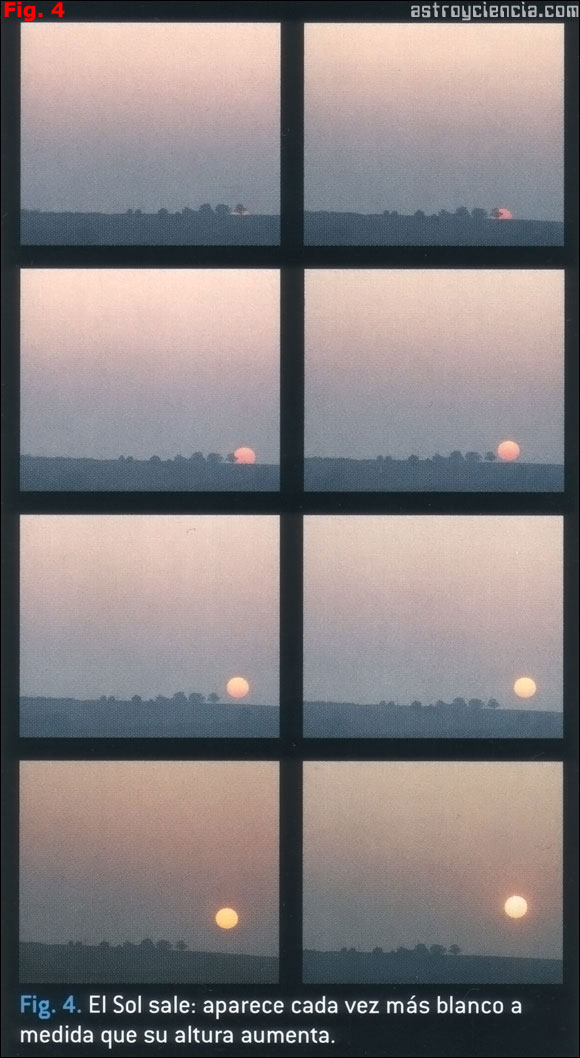 Fig. 4
astroyciencia.com
Fig. 4. El Sol sale: aparece cada vez más blanco a
medida que su altura aumenta.